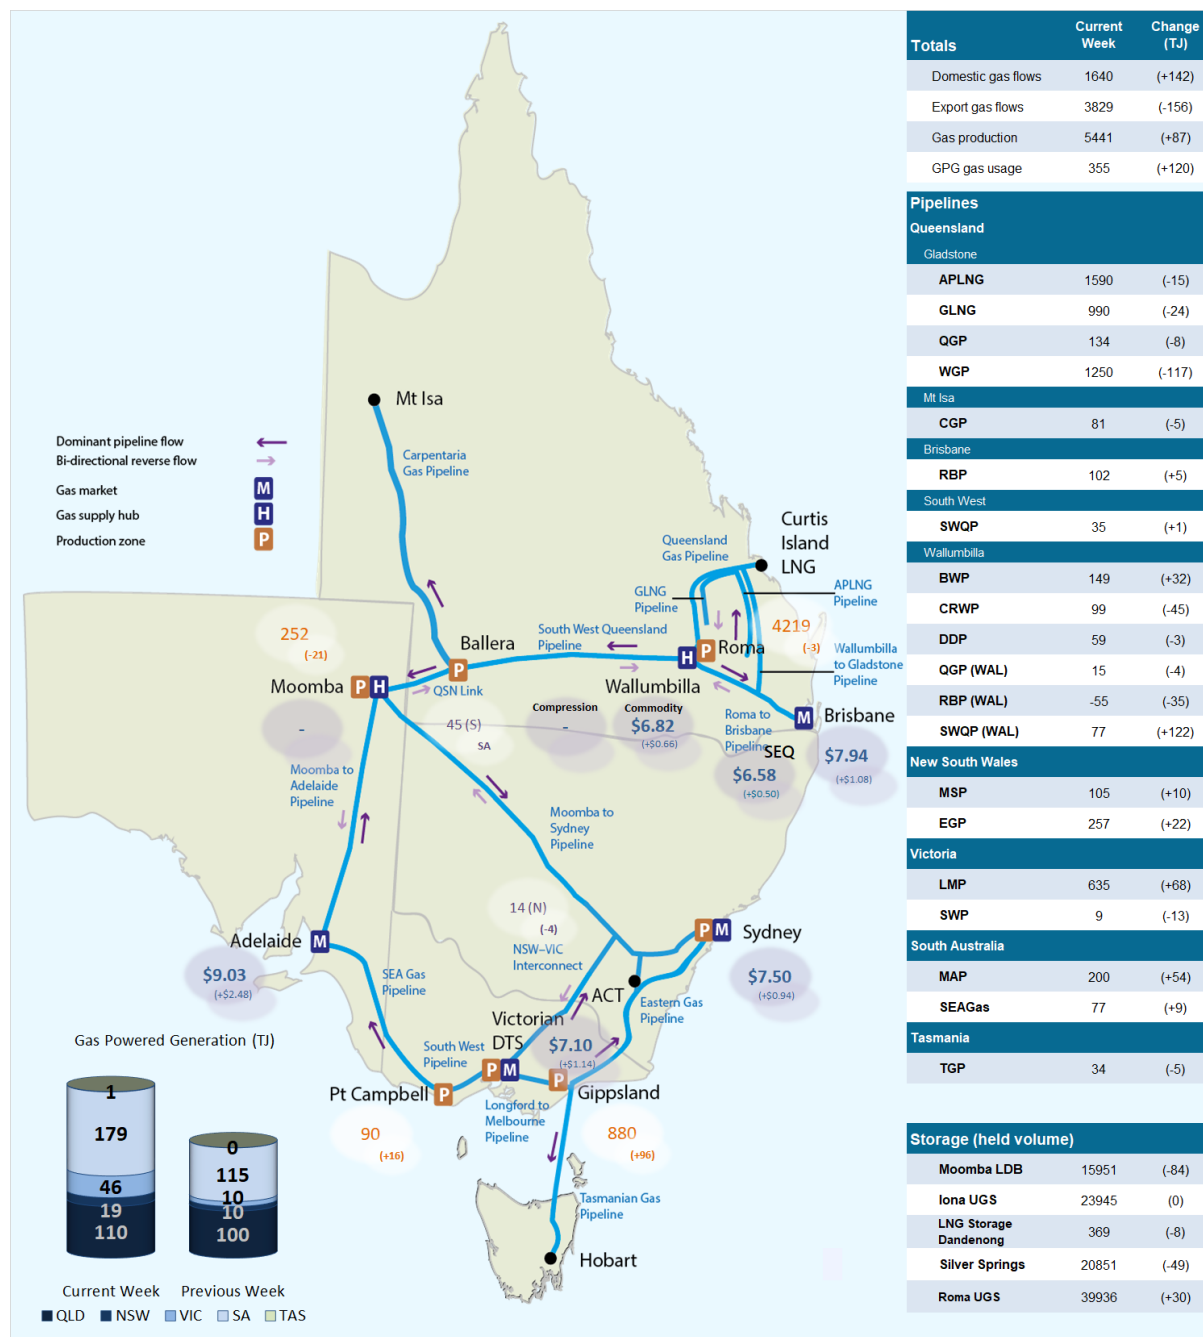 Mt Isa
Dominant pipeline flow
Bi-directional reverse flow
Gas market M
Gas supply hub H
Production zone P
Carpentaria
Gas Pipeline
Curtis
Island
LNG
Queensland
Gas Pipeline
GLNG
Pipeline
APLNG
Pipeline
252
(-21)
Ballera
South West Queensland
Pipeline
4219
(-3)
H P Roma
Wallumbilla
to Gladstone
Pipeline
P
QSN Link
Moomba P H
Wallumbilla
Compression
-
Commodity
$6.82
(+$0.66)
Roma to
Brisbane
Pipeline
M Brisbane
SEQ
$6.58
(+$0.50)
$7.94
(+$1.08)
-
45 (S)
SA
Moomba to
Adelaide
Pipeline
Moomba to
Sydney
Pipeline
14 (N)
(-4)
NSW-VIC
Interconnect
P M Sydney
$7.50
(+$0.94)
Adelaide M
$9.03
(+$2.48)
SEA Gas
Pipeline
ACT
Eastern Gas
Pipeline
Victorian
DTS
$7.10
(+$1.14)
South West
Pipeline
P M
P
Gippsland
Pt Campbell P
Longford to
Melbourne
Pipeline
90
(+16)
880
(+96)
Tasmanian Gas
Pipeline
Hobart
Gas Powered Generation (TJ)
1
179
46
19
110
0
115
10
10
100
Current Week Previous Week
QLD NSW VIC SA TAS
Totals Current Week Change (TJ)
Domestic gas flows 1640 (+142)
Export gas flows 3829 (-156)
Gas production 5441 (+87)
GPG gas usage 355 (+120)
Pipelines
Queensland
Gladstone
APLNG 1590 (-15)
GLNG 990 (-24)
QGP 134 (-8)
WGP 1250 (-117)
Mt Isa
CGP 81 (-5)
Brisbane
RBP 102 (+5)
South West
SWQP 35 (+1)
Wallumbilla
BWP 149 (+32)
CRWP 99 (-45)
DDP 59 (-3)
QGP (WAL) 15 (-4)
RBP (WAL) -55 (-35)
SWQP (WAL) 77 (+122)
New South Wales
MSP 105 (+10)
EGP 257 (+22)
Victoria
LMP 635 (+68)
SWP 9 (-13)
South Australia
MAP 200 (+54)
SEAGas 77 (+9)
Tasmania
TGP 34 (-5)
Storage (held volume)
Moomba LDB 15951 (-84)
Iona UGS 23945 (0)
LNG Storage Dandenong 369 (-8)
Silver Springs 20851 (-49)
Roma UGS 39936 (+30)